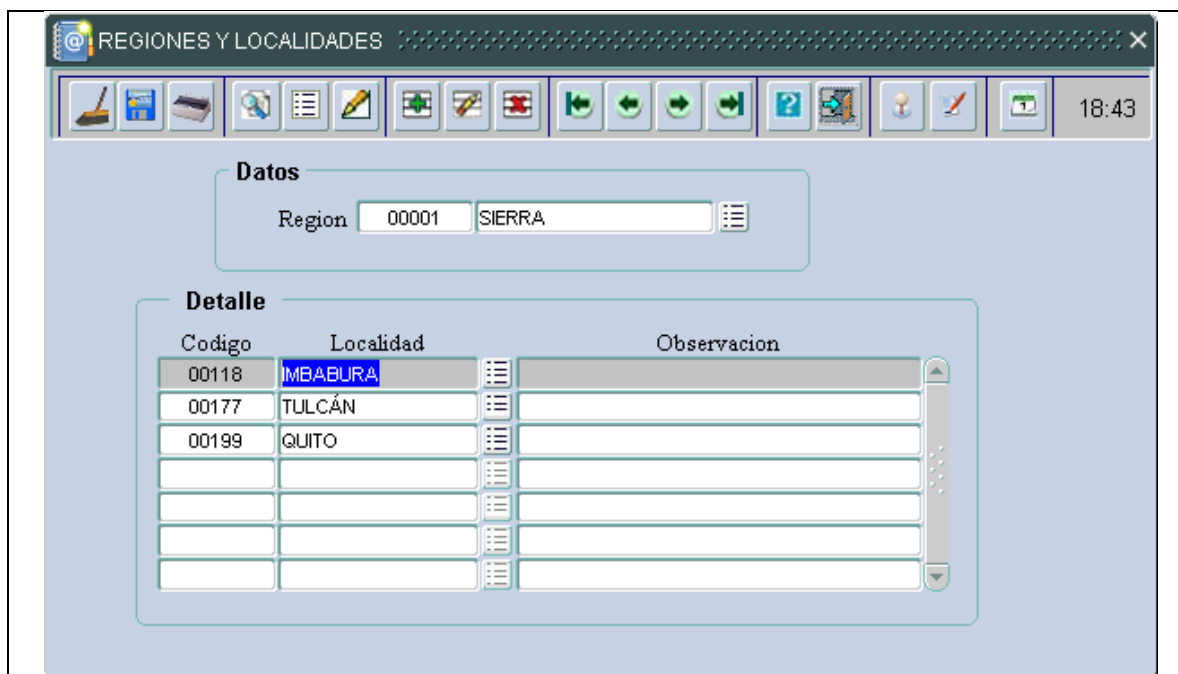 REGIONES Y LOCALIDADES
18:43
Datos
Region 00001 SIERRA
Detalle
Codigo Localidad Observacion
00118 IMBABURA
00177 TULCÁN
00199 QUITO